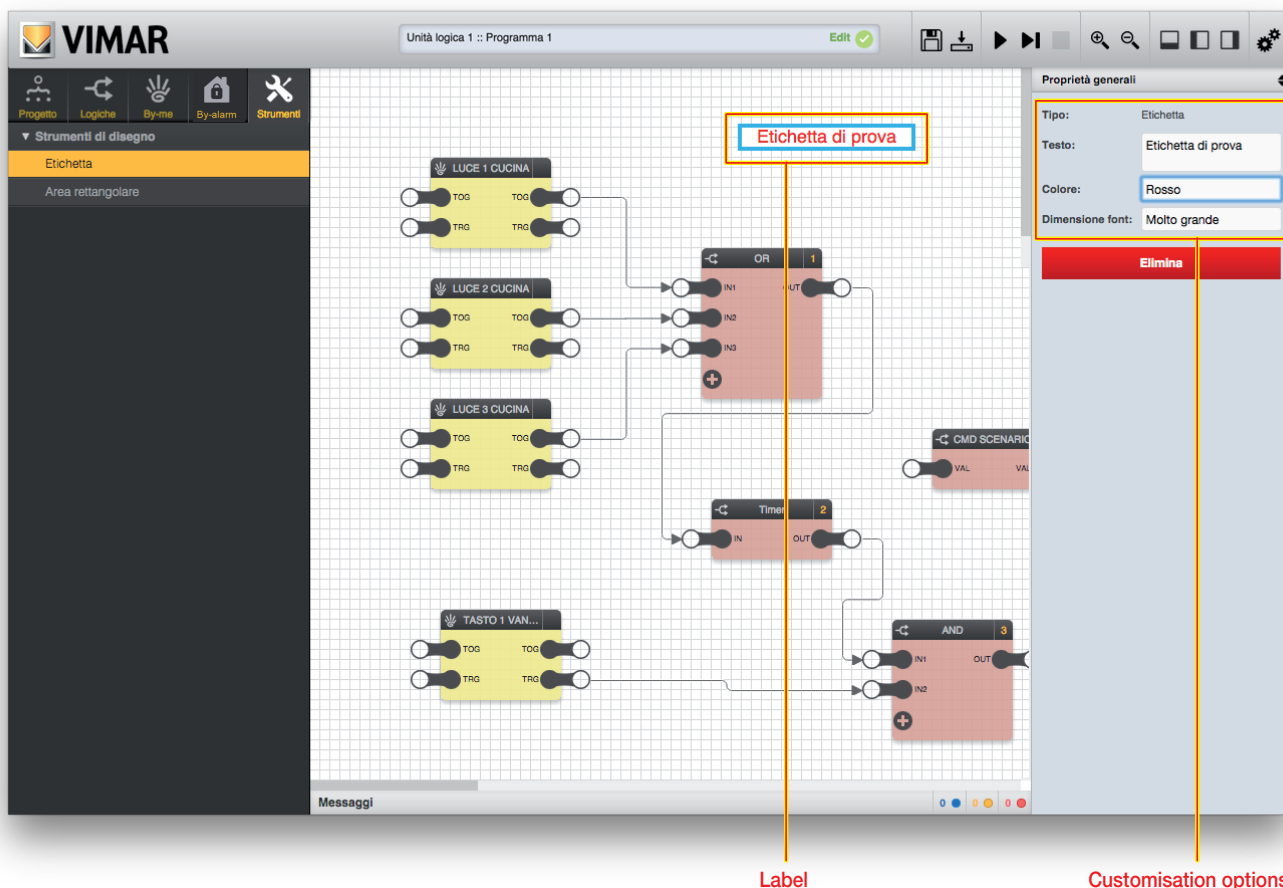 VIMAR
Unità logica 1 :: Programma 1
Edit
Progetto
Logiche
By-me
By-alarm
Strumenti
Strumenti di disegno
Etichetta
Area rettangolare
Etichetta di prova
LUCE 1 CUCINA
TOG TOG
TRG TRG
LUCE 2 CUCINA
TOG TOG
TRG TRG
LUCE 3 CUCINA
TOG TOG
TRG TRG
OR 1
IN1 OUT
IN2
IN3
CMD SCENARIO
VAL VAL
Timer 2
IN OUT
TASTO 1 VAN...
TOG TOG
TRG TRG
AND 3
IN1 OUT
IN2
Messaggi
0 0 0
Proprietà generali
Tipo: Etichetta
Testo: Etichetta di prova
Colore: Rosso
Dimensione font: Molto grande
Elimina
Label
Customisation options